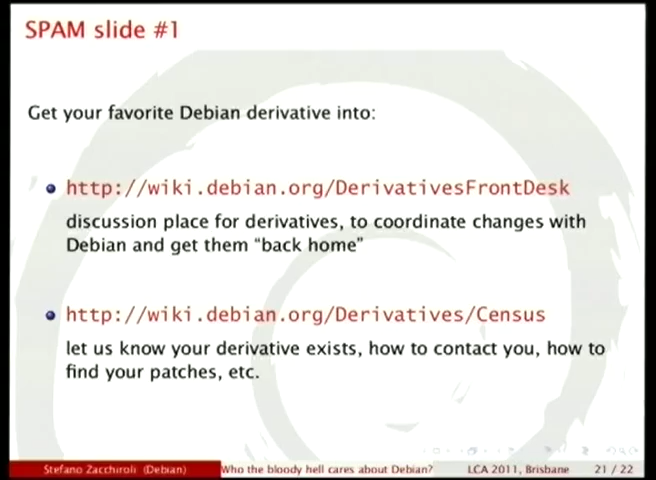 SPAM slide #1
Get your favorite Debian derivative into:
http://wiki.debian.org/DerivativesFrontDesk
discussion place for derivatives, to coordinate changes with
Debian and get them “back home”
http://wiki.debian.org/Derivatives/Census
let us know your derivative exists, how to contact you, how to
find your patches, etc.
Stefano Zacchiroli (Debian) Who the bloody hell cares about Debian? LCA 2011, Brisbane 21 / 22